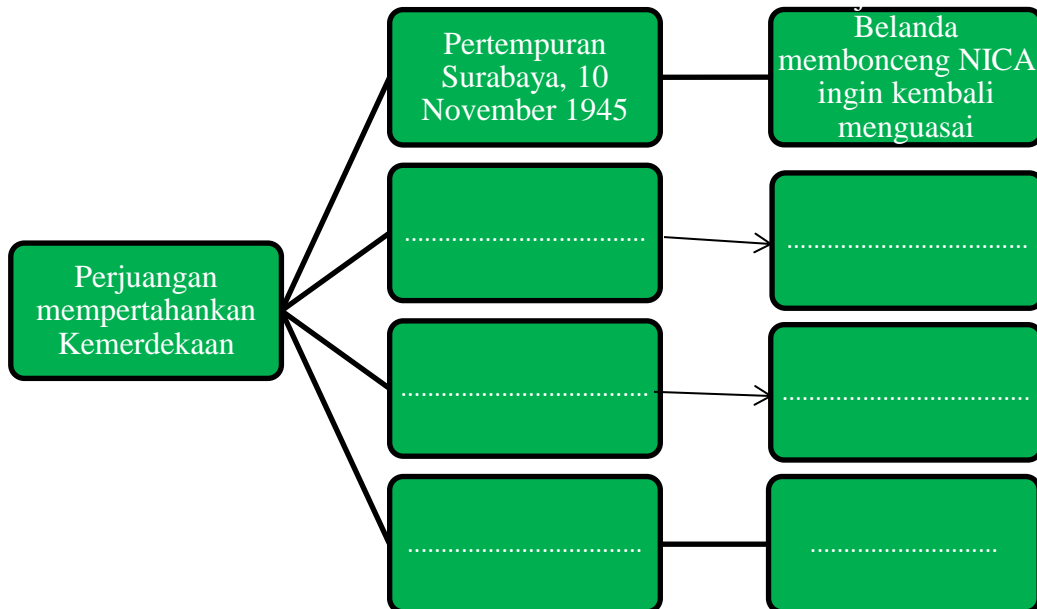 Perjuangan
mempertahankan
Kemerdekaan
Pertempuran
Surabaya, 10
November 1945
Belanda
membonceng NICA
ingin kembali
menguasai
....................................
....................................
.....................................
.....................................
...................................
............................